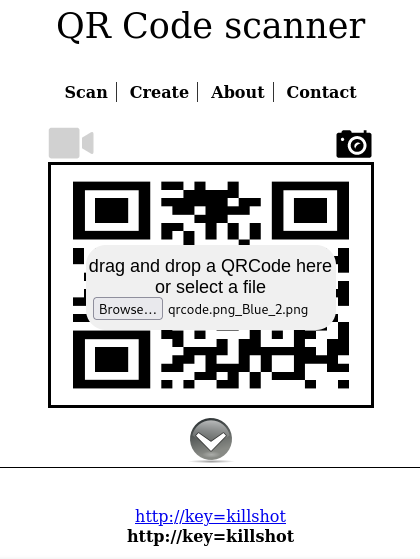 QR Code scanner
Scan Create About Contact
drag and drop a QRCode here
or select a file
Browse... qrcode.png_Blue_2.png
http://key=killshot
http://key=killshot